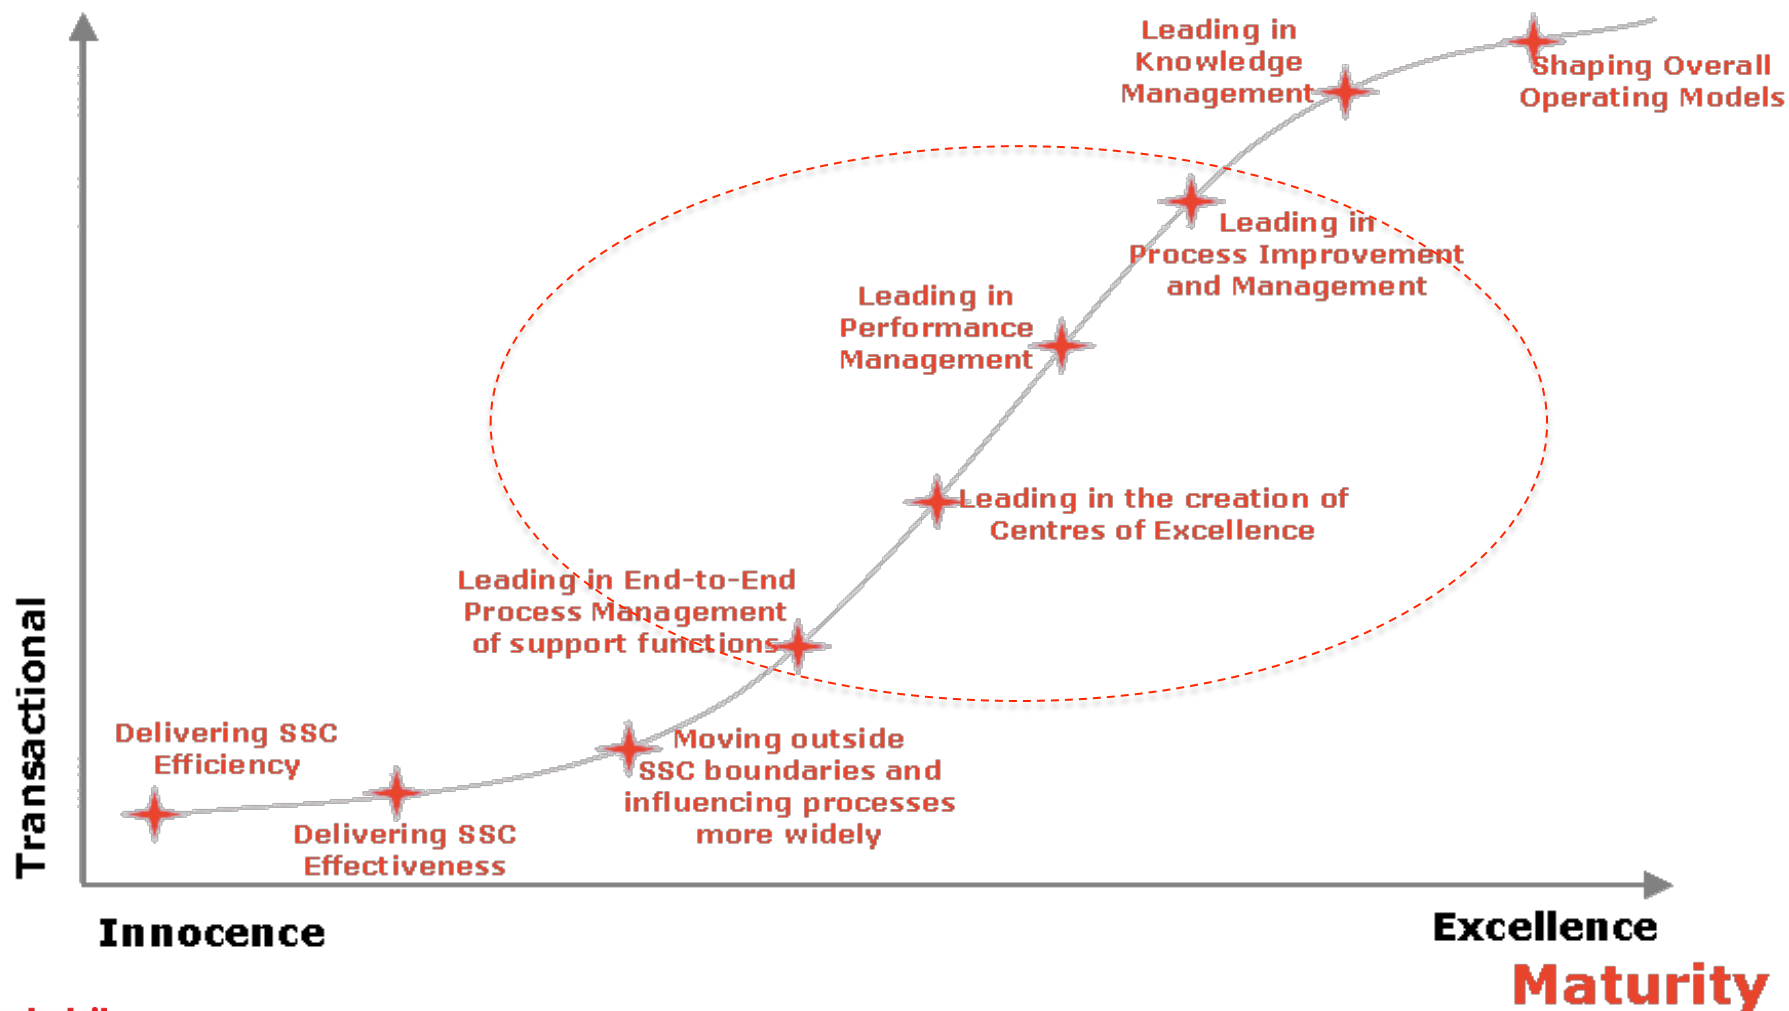 Leading in
Knowledge
Management
Shaping Overall
Operating Models
Leading in
Process Improvement
and Management
Leading in
Performance
Management
Leading in the creation of
Centres of Excellence
Leading in End-to-End
Process Management
of support functions
Moving outside
SSC boundaries and
influencing processes
more widely
Delivering SSC
Efficiency
Delivering SSC
Effectiveness
Transactional
Innocence
Excellence
Maturity